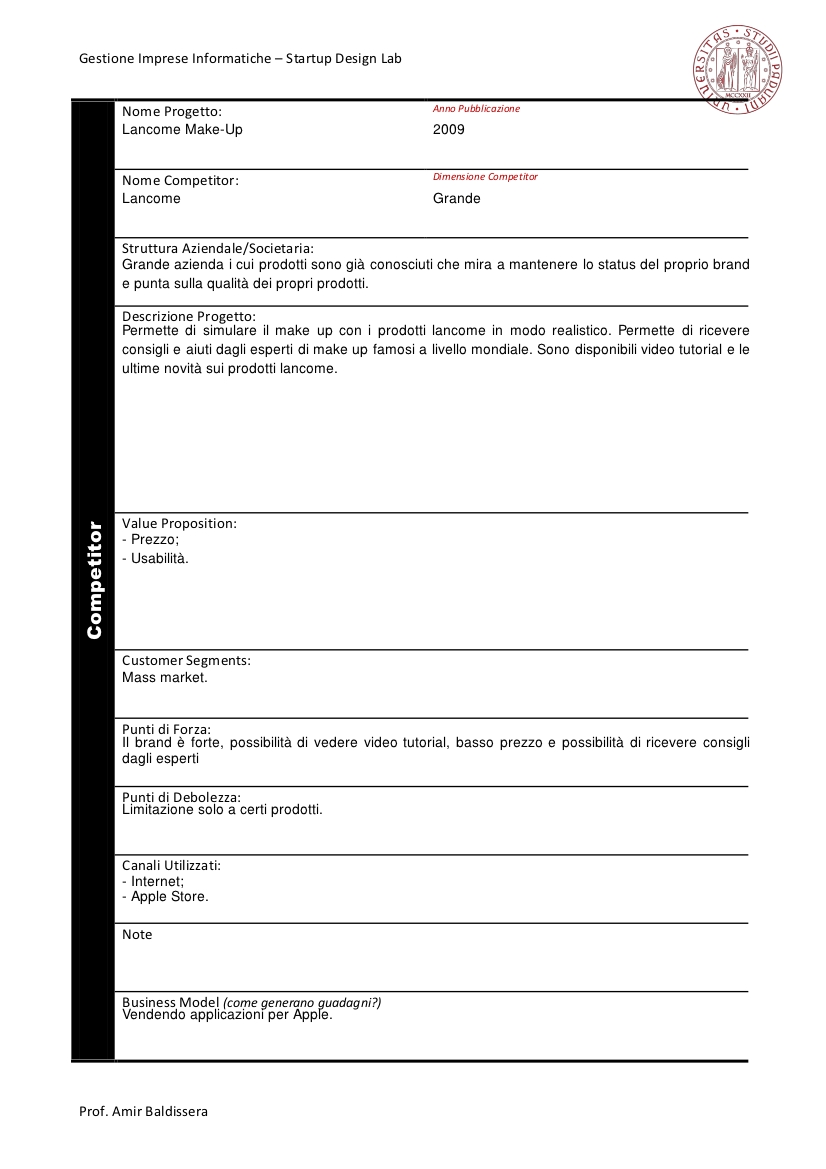 Gestione Imprese Informatiche – Startup Design Lab
UNIVERSITAS STUDII PADUANI
MCCXXII
Nome Progetto:
Anno Pubblicazione
Lancome Make-Up
2009
Nome Competitor:
Dimensione Competitor
Lancome
Grande
Struttura Aziendale/Societaria:
Grande azienda i cui prodotti sono già conosciuti che mira a mantenere lo status del proprio brand
e punta sulla qualità dei propri prodotti.
Descrizione Progetto:
Permette di simulare il make up con i prodotti lancome in modo realistico. Permette di ricevere
consigli e aiuti dagli esperti di make up famosi a livello mondiale. Sono disponibili video tutorial e le
ultime novità sui prodotti lancome.
Competitor
Value Proposition:
- Prezzo;
- Usabilità.
Customer Segments:
Mass market.
Punti di Forza:
Il brand è forte, possibilità di vedere video tutorial, basso prezzo e possibilità di ricevere consigli
dagli esperti
Punti di Debolezza:
Limitazione solo a certi prodotti.
Canali Utilizzati:
- Internet;
- Apple Store.
Note
Business Model (come generano guadagni?)
Vendendo applicazioni per Apple.
Prof. Amir Baldissera